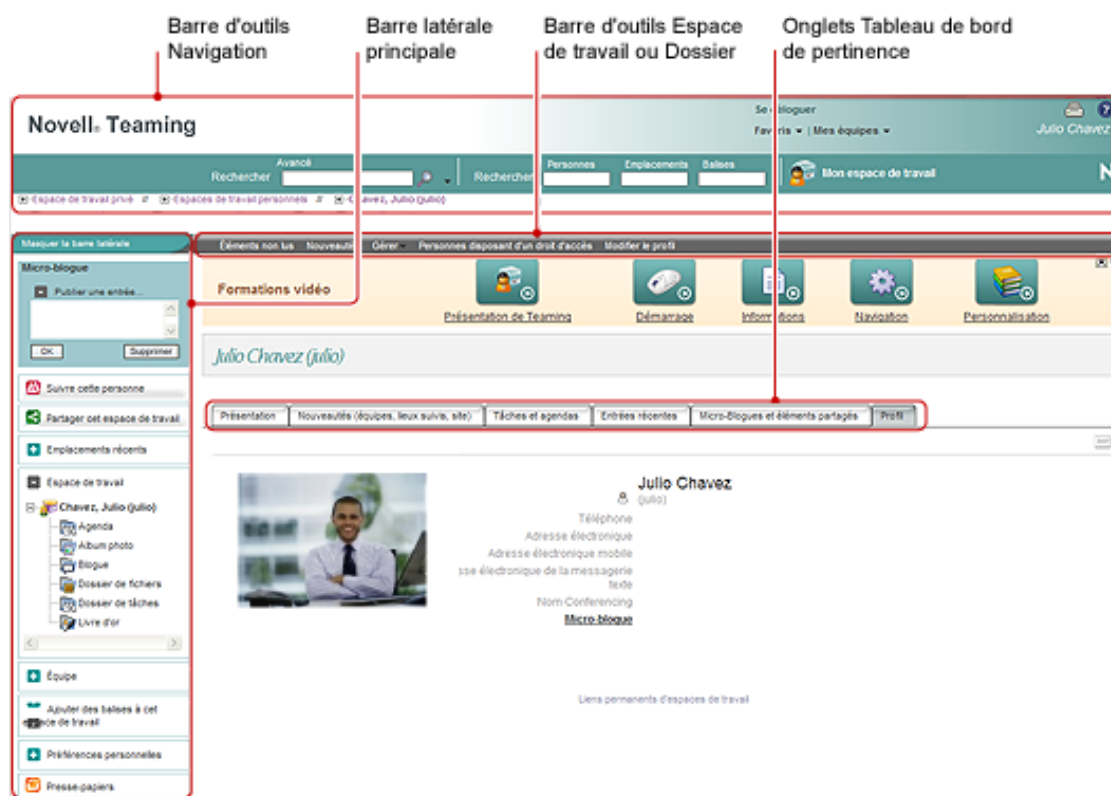 Barre d'outils Navigation
Barre latérale principale
Barre d'outils Espace de travail ou Dossier
Onglets Tableau de bord de pertinence
Novell® Teaming
Favoris
Mes équipes
Julio Chavez
Avancé
Rechercher
Rechercher
Personnes
Emplacements
Balises
Mon espace de travail
N
Espace de travail privé // Espaces de travail personnels // Chavez, Julio (julio)
Masquer la barre latérale
Éléments non lus
Nouveautés
Gérer
Personnes disposant d'un droit d'accès
Modifier le profil
Micro-blogue
Publier une entrée...
OK
Supprimer
Formations vidéo
Présentation de Teaming
Démarrage
Informations
Navigation
Personnalisation
Julio Chavez (julio)
Suivre cette personne
Partager cet espace de travail
Emplacements récents
Espace de travail
Chavez, Julio (julio)
Agenda
Album photo
Blogue
Dossier de fichiers
Dossier de tâches
Livre d'or
Équipe
Ajouter des balises à cet
espace de travail
Préférences personnelles
Presse-papiers
Présentation
Nouveautés (équipes, lieux suivis, site)
Tâches et agendas
Entrées récentes
Micro-Blogues et éléments partagés
Profil
Julio Chavez
(julio)
Téléphone
Adresse électronique
Adresse électronique mobile
sse électronique de la messagerie
texte
Nom Conferencing
Micro-blogue
Liens permanents d'espaces de travail